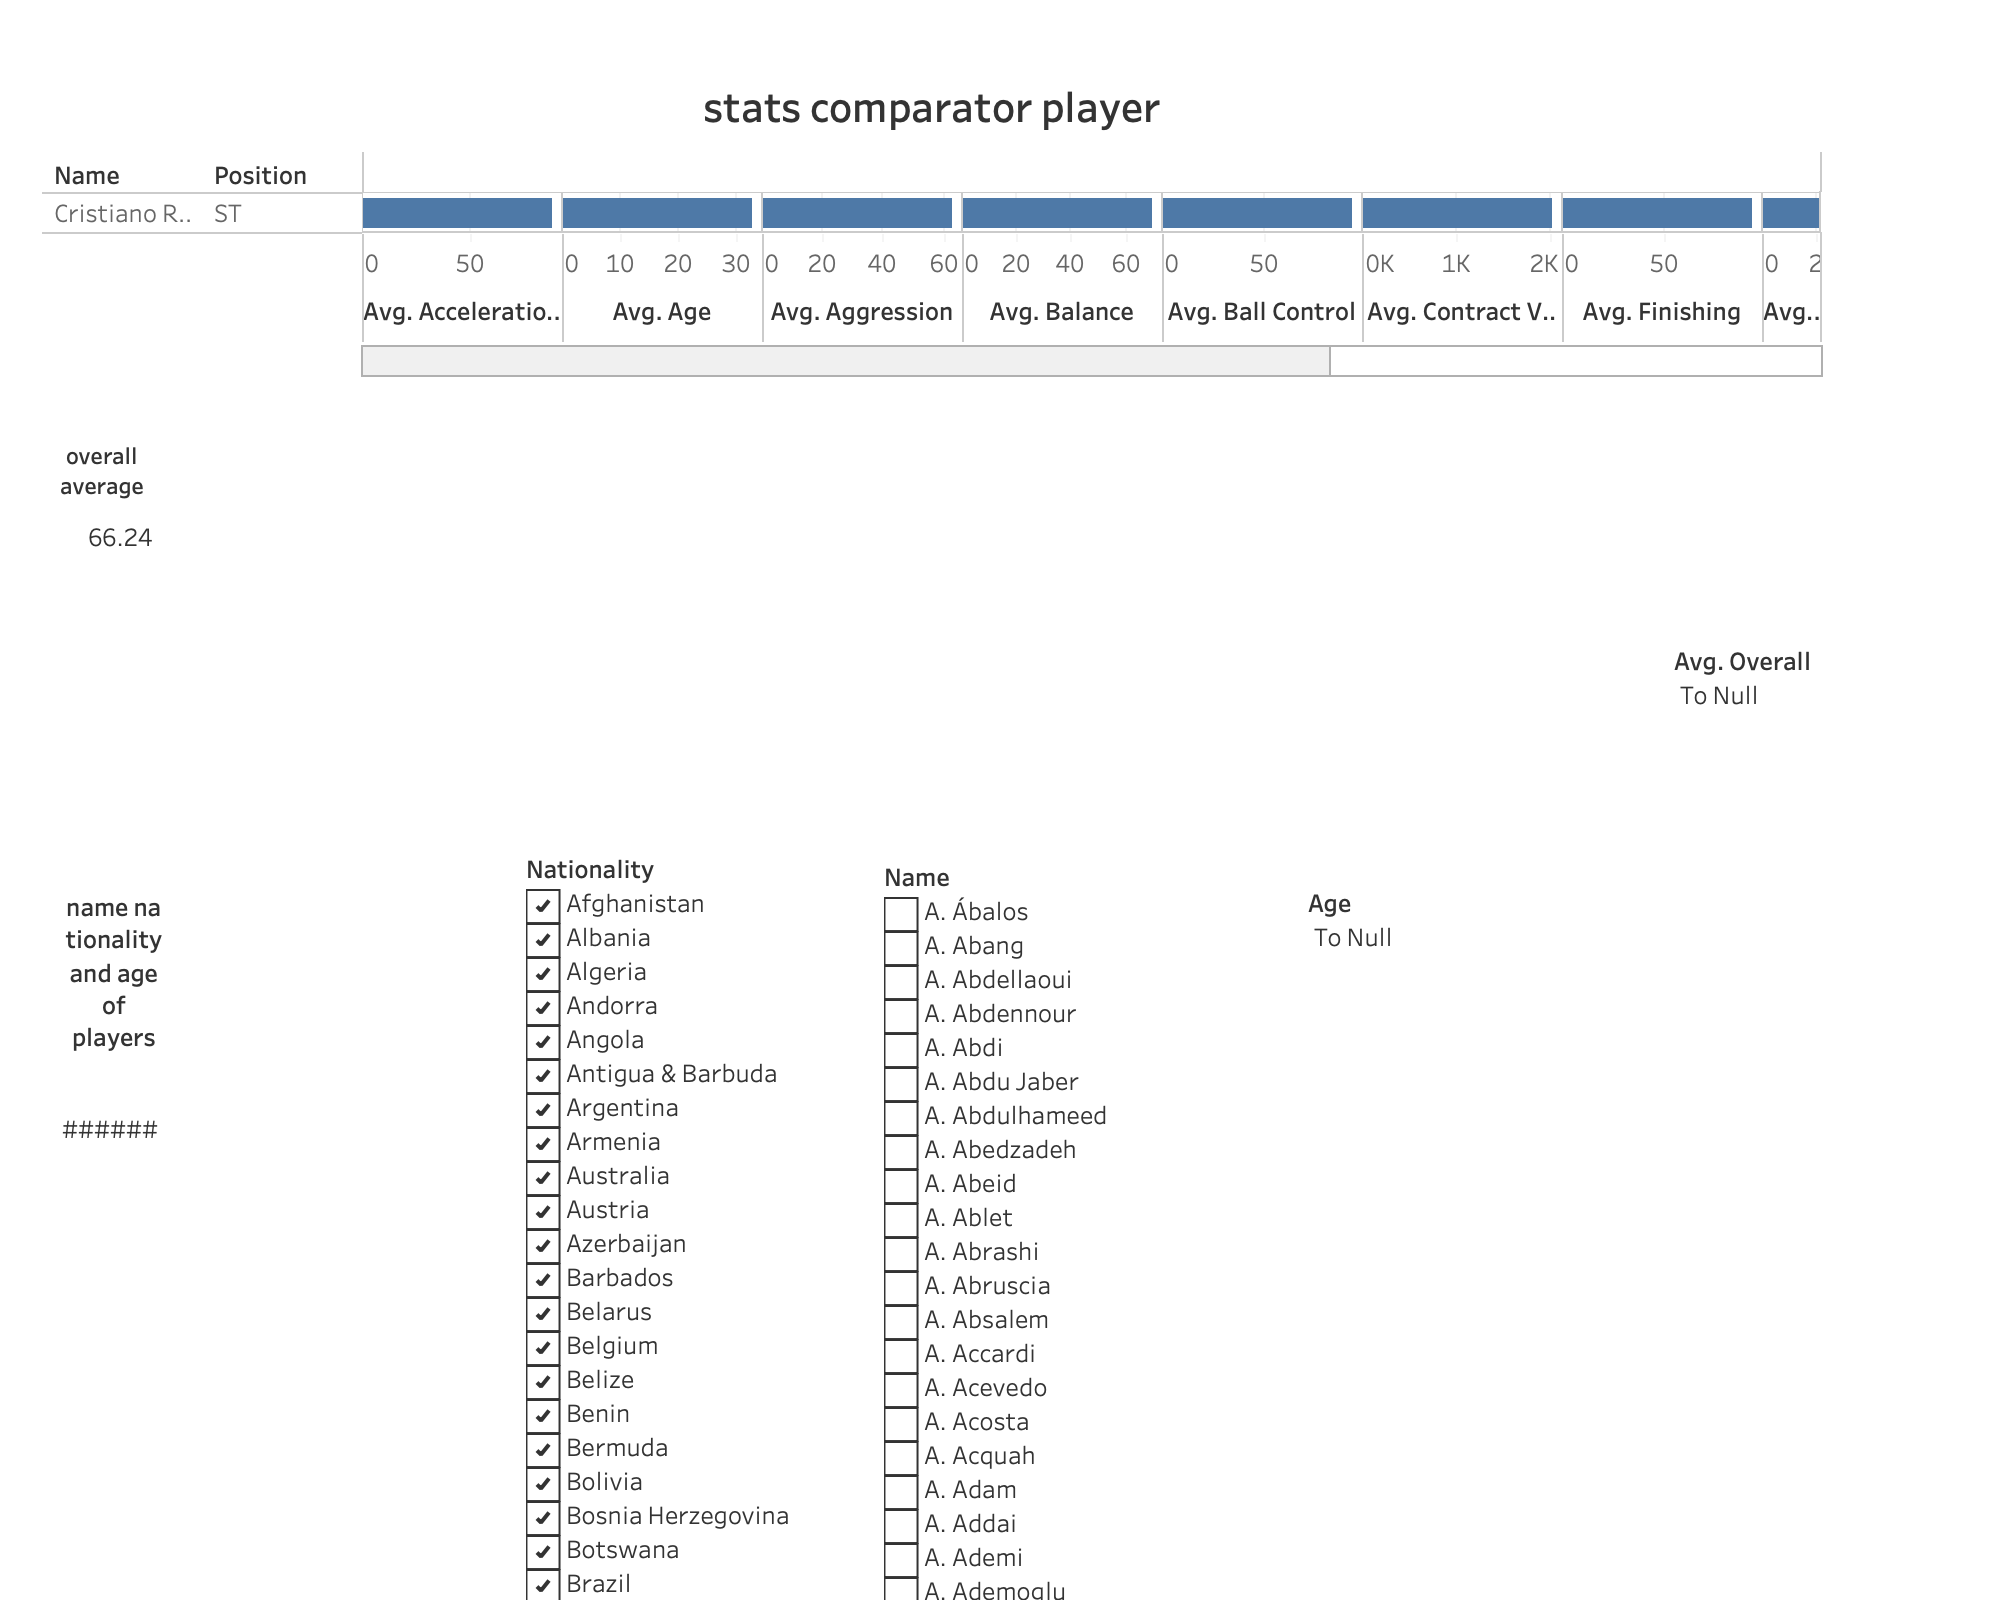 stats comparator player
Name Position
Cristiano R.. ST
0 50 0 10 20 30 0 20 40 60 0 20 40 60 0 50 0K 1K 2K 0 50 0 2
Avg. Acceleratio.. Avg. Age Avg. Aggression Avg. Balance Avg. Ball Control Avg. Contract V.. Avg. Finishing Avg..
overall
average
66.24
Avg. Overall
To Null
name na
tionality
and age
of
players
######
Nationality
Afghanistan
Albania
Algeria
Andorra
Angola
Antigua & Barbuda
Argentina
Armenia
Australia
Austria
Azerbaijan
Barbados
Belarus
Belgium
Belize
Benin
Bermuda
Bolivia
Bosnia Herzegovina
Botswana
Brazil
Name
A. Ábalos
A. Abang
A. Abdellaoui
A. Abdennour
A. Abdi
A. Abdu Jaber
A. Abdulhameed
A. Abedzadeh
A. Abeid
A. Ablet
A. Abrashi
A. Abruscia
A. Absalem
A. Accardi
A. Acevedo
A. Acosta
A. Acquah
A. Adam
A. Addai
A. Ademi
A. Ademoglu
Age
To Null